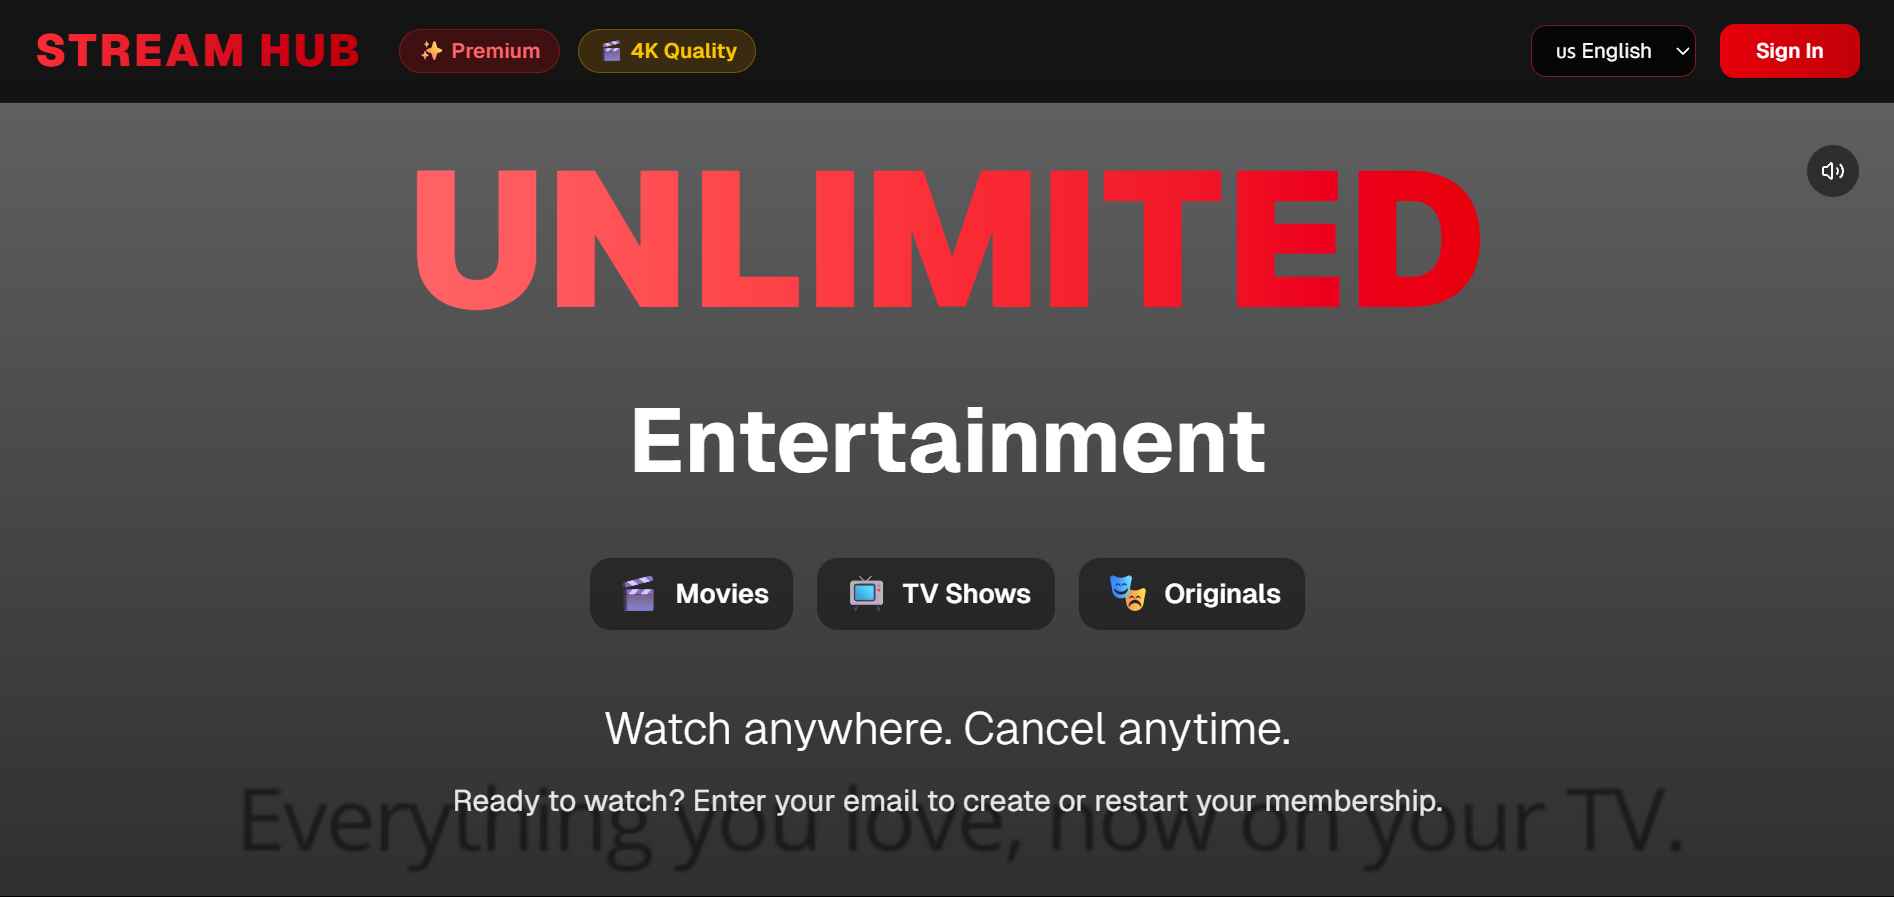 STREAM HUB
✨ Premium
🎬 4K Quality
us English
Sign In
UNLIMITED
Entertainment
🎬 Movies
📺 TV Shows
🎭 Originals
Watch anywhere. Cancel anytime.
Ready to watch? Enter your email to create or restart your membership.
Everything you love, now on your TV.